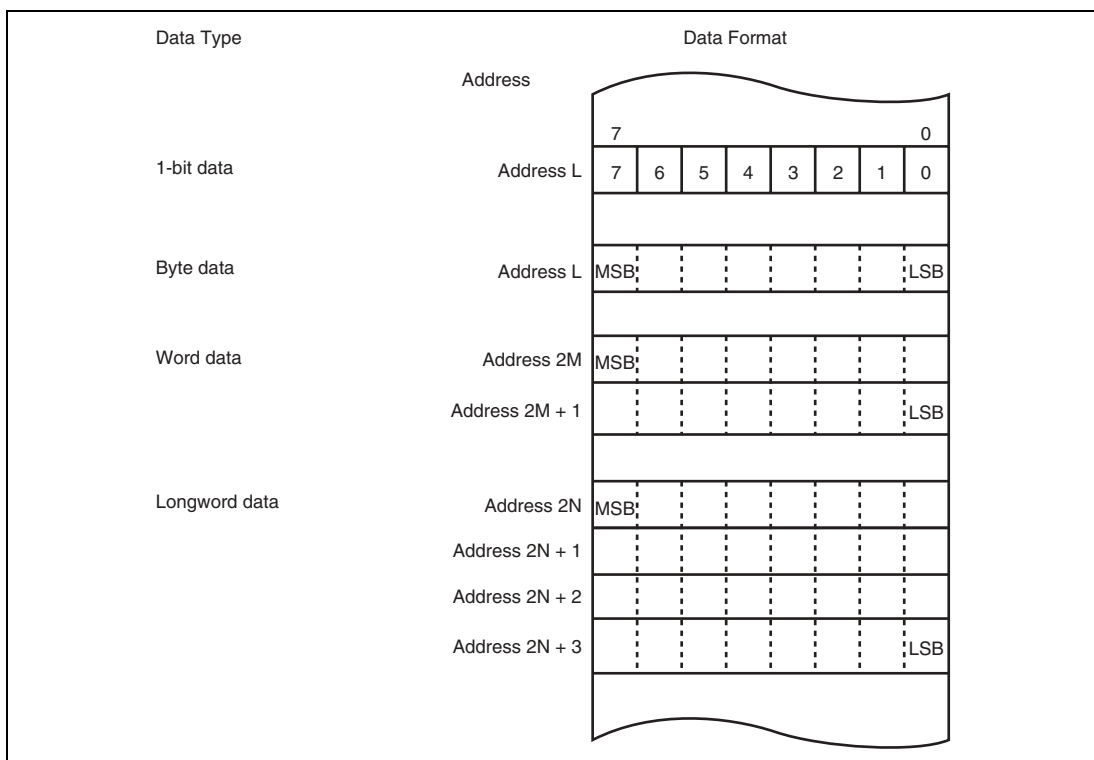 Data Type Data Format
Address
7 0
1-bit data Address L 7 6 5 4 3 2 1 0
Byte data Address L MSB LSB
Word data Address 2M MSB
Address 2M + 1 LSB
Longword data Address 2N MSB
Address 2N + 1
Address 2N + 2
Address 2N + 3 LSB